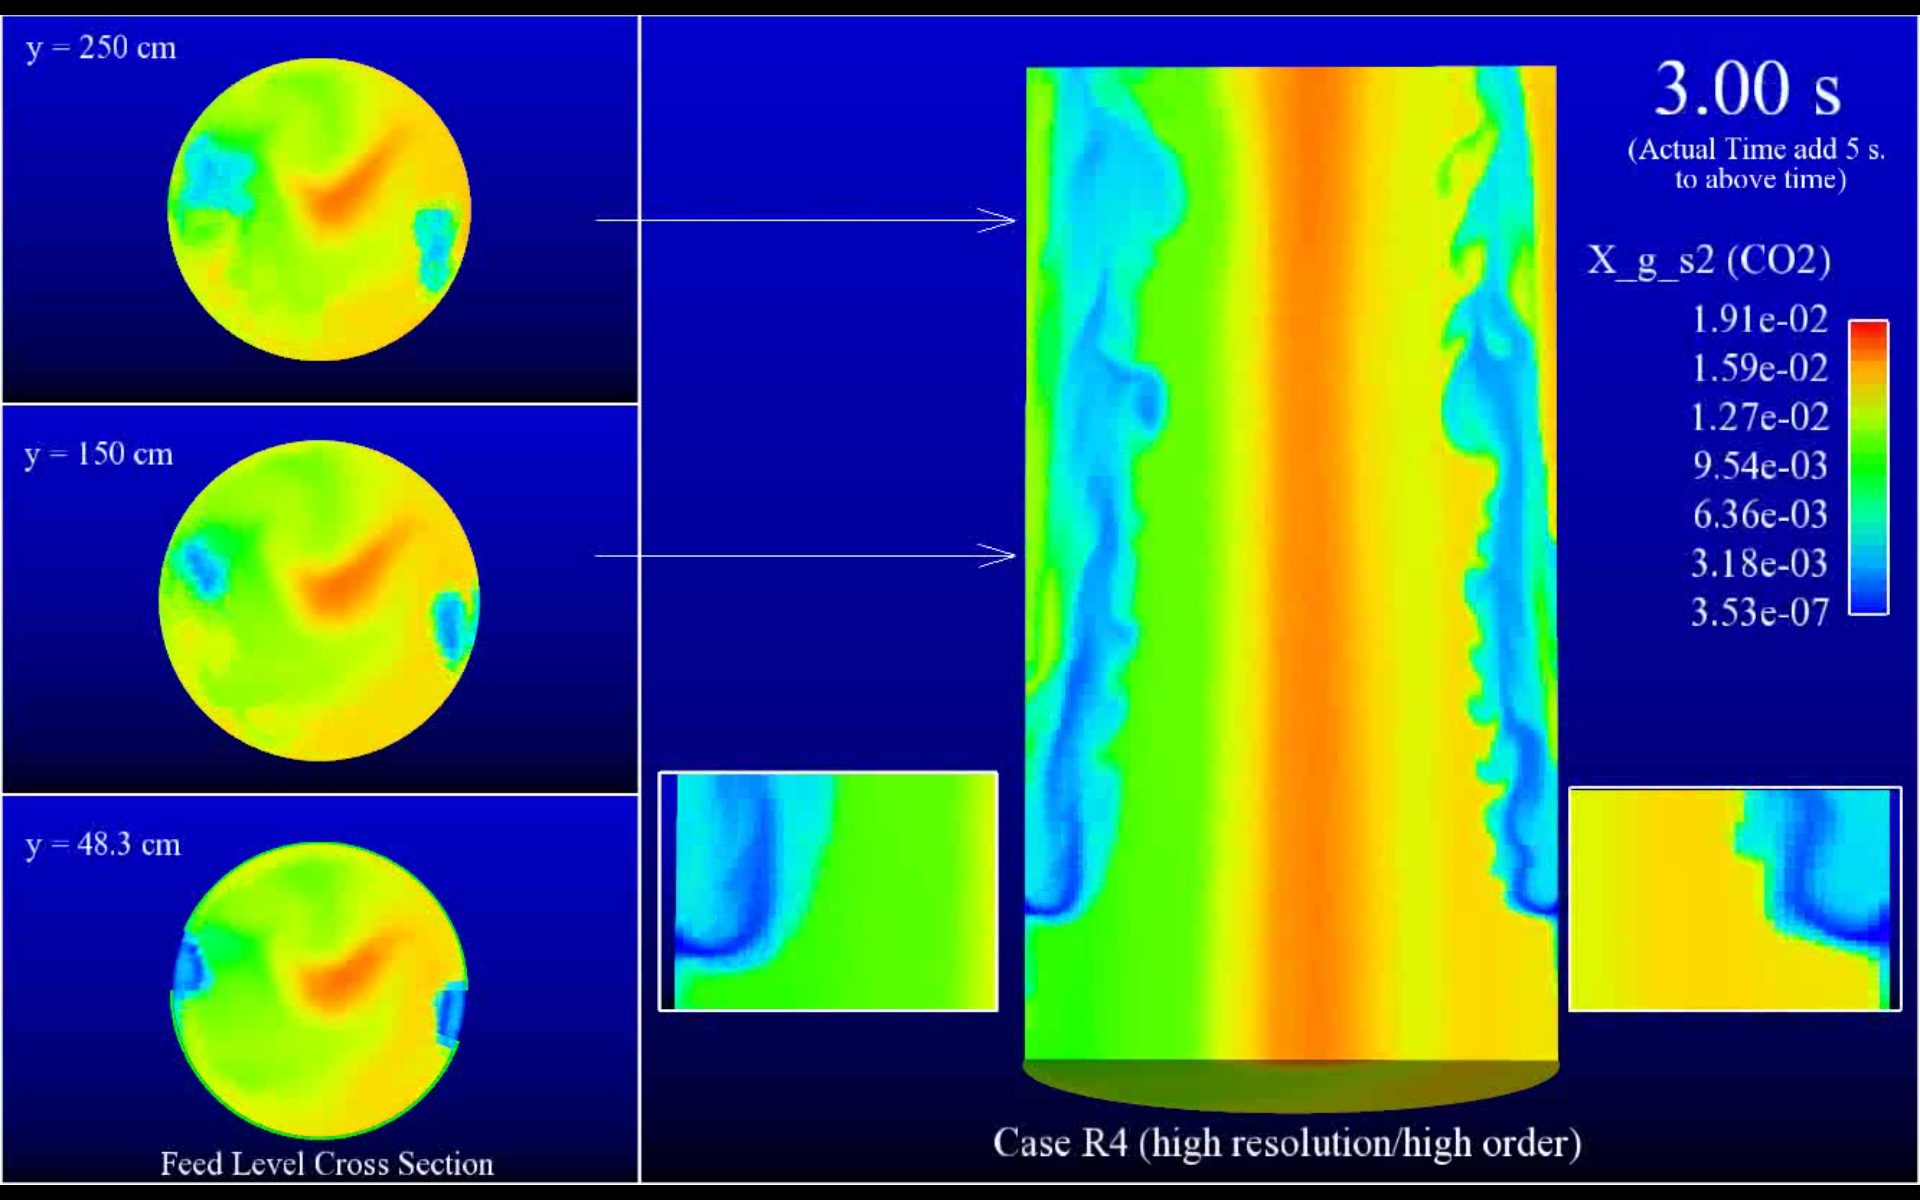 y = 250 cm
y = 150 cm
y = 48.3 cm
Feed Level Cross Section
3.00 s
(Actual Time add 5 s.
to above time)
X_g_s2 (CO2)
1.91e-02
1.59e-02
1.27e-02
9.54e-03
6.36e-03
3.18e-03
3.53e-07
Case R4 (high resolution/high order)